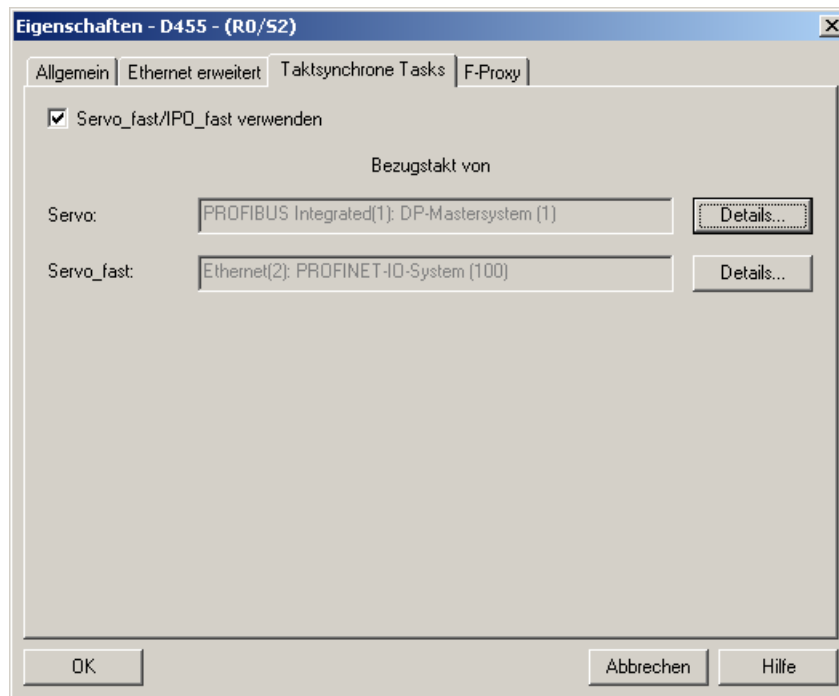 Eigenschaften - D455 - (R0/S2)
Allgemein Ethernet erweitert Taktsynchrone Tasks F-Proxy
Servo_fast/IPO_fast verwenden
Bezugstakt von
Servo: PROFIBUS Integrated(1): DP-Mastersystem (1) Details...
Servo_fast: Ethernet(2): PROFINET-IO-System (100) Details...
OK Abbrechen Hilfe